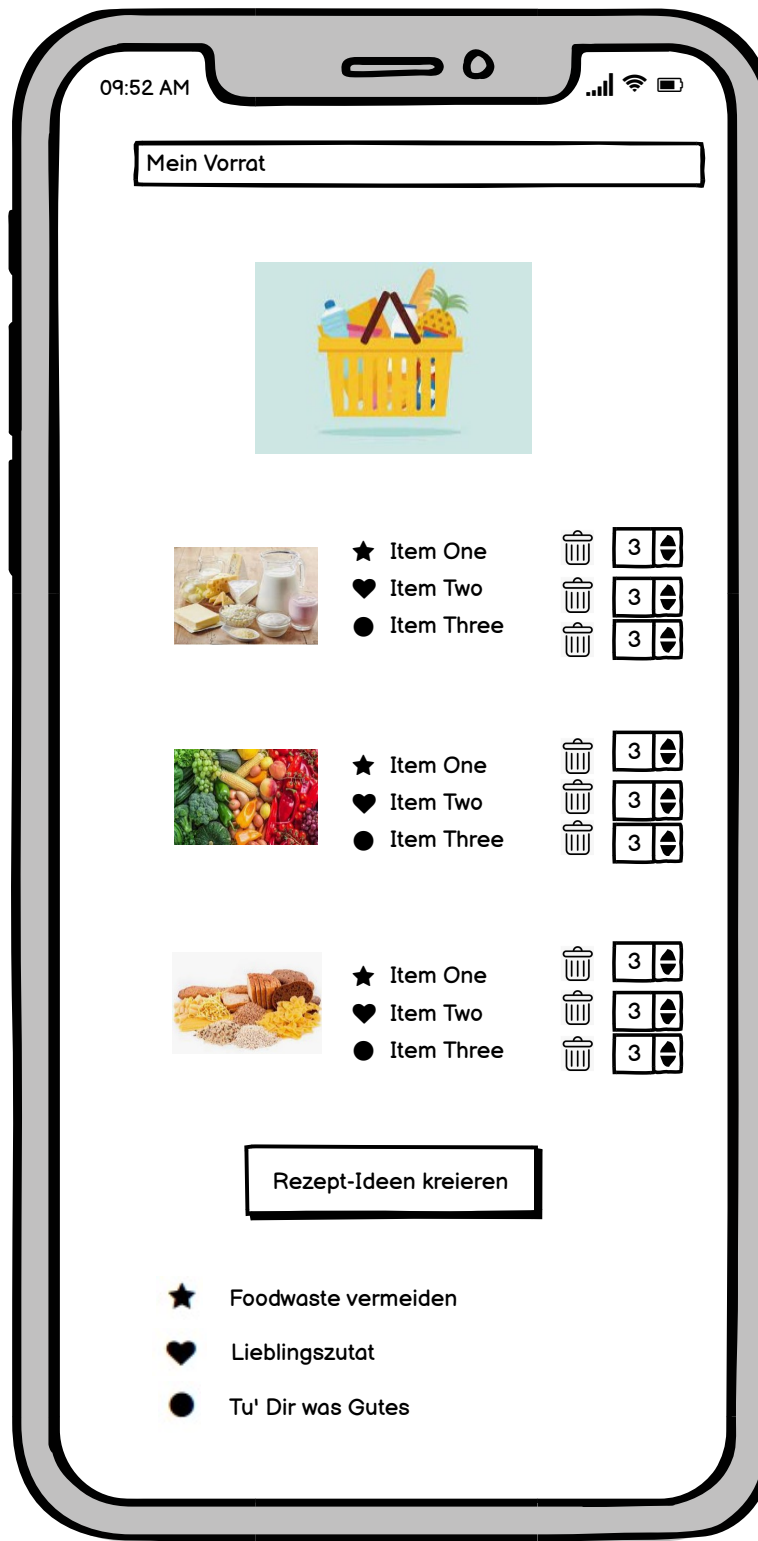 09:52 AM
Mein Vorrat
Item One 3
Item Two 3
Item Three 3
Item One 3
Item Two 3
Item Three 3
Item One 3
Item Two 3
Item Three 3
Rezept-Ideen kreieren
Foodwaste vermeiden
Lieblingszutat
Tu' Dir was Gutes